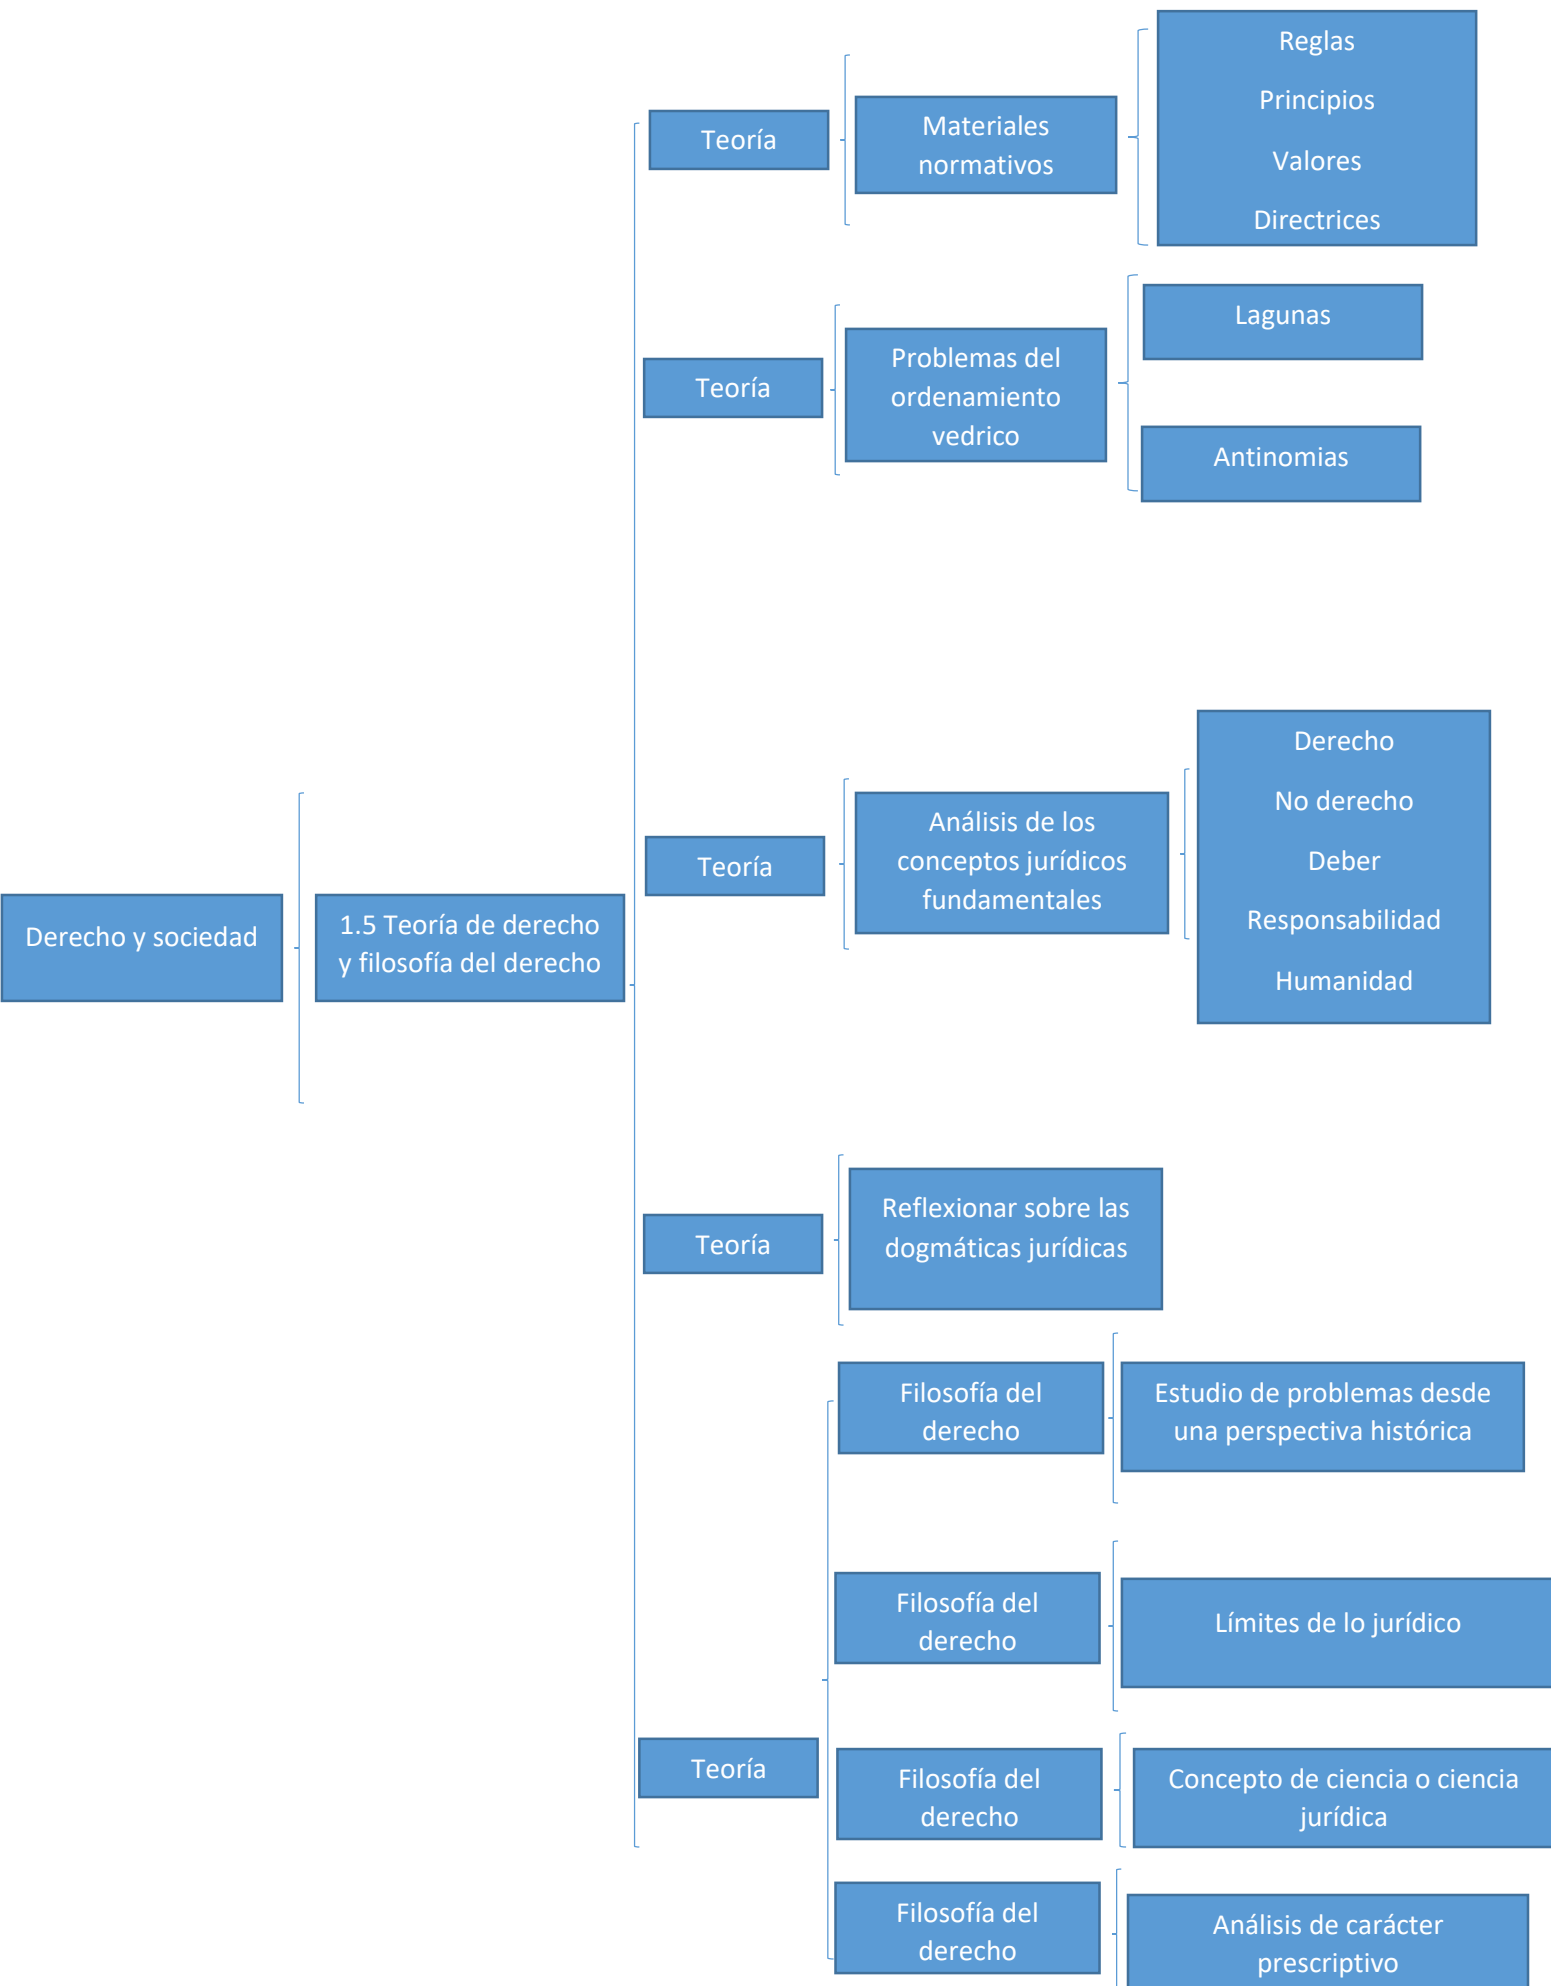 Derecho y sociedad
1.5 Teoría de derecho
y filosofía del derecho
Teoría
Materiales
normativos
Reglas
Principios
Valores
Directrices
Teoría
Problemas del
ordenamiento
vedrico
Lagunas
Antinomias
Teoría
Análisis de los
conceptos jurídicos
fundamentales
Derecho
No derecho
Deber
Responsabilidad
Humanidad
Teoría
Reflexionar sobre las
dogmáticas jurídicas
Teoría
Filosofía del
derecho
Estudio de problemas desde
una perspectiva histórica
Filosofía del
derecho
Límites de lo jurídico
Filosofía del
derecho
Concepto de ciencia o ciencia
jurídica
Filosofía del
derecho
Análisis de carácter
prescriptivo